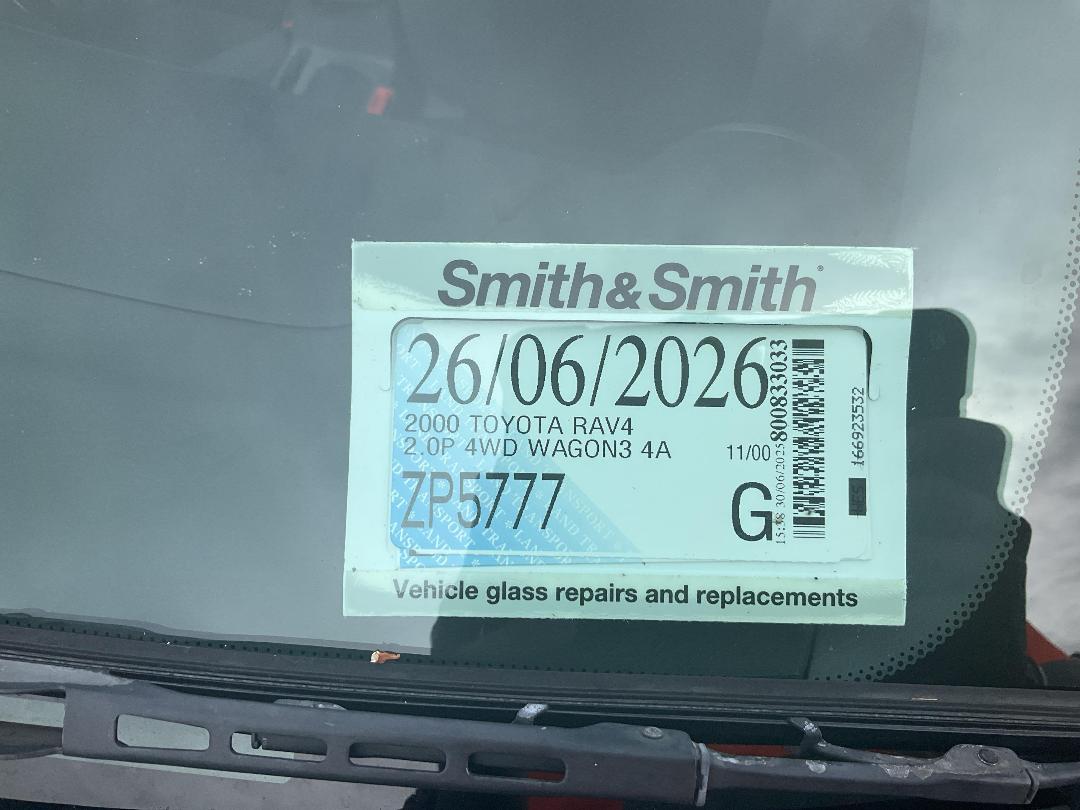 Smith&Smith®
26/06/2026
2000 TOYOTA RAV4
2.0P 4WD WAGON3 4A
11/00
ZP5777
G
15:38 30/06/2025
800833033
166923532
Vehicle glass repairs and replacements